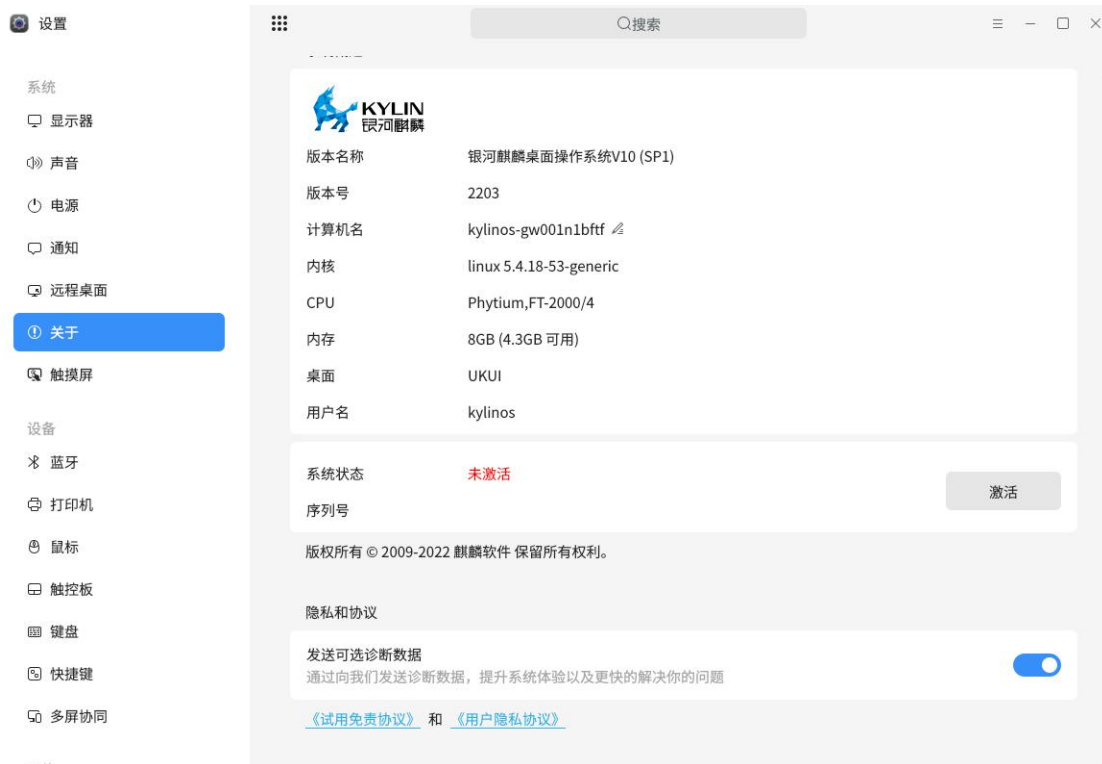 设置
搜索
系统
显示器
声音
电源
通知
远程桌面
关于
触摸屏
设备
蓝牙
打印机
鼠标
触控板
键盘
快捷键
多屏协同
KYLIN
银河麒麟
版本名称 银河麒麟桌面操作系统V10 (SP1)
版本号 2203
计算机名 kylinos-gw001n1bftf
内核 linux 5.4.18-53-generic
CPU Phytium,FT-2000/4
内存 8GB (4.3GB 可用)
桌面 UKUI
用户名 kylinos
系统状态 未激活
激活
序列号
版权所有 © 2009-2022 麒麟软件 保留所有权利。
隐私和协议
发送可选诊断数据
通过向我们发送诊断数据，提升系统体验以及更快的解决你的问题
《试用免责协议》 和 《用户隐私协议》